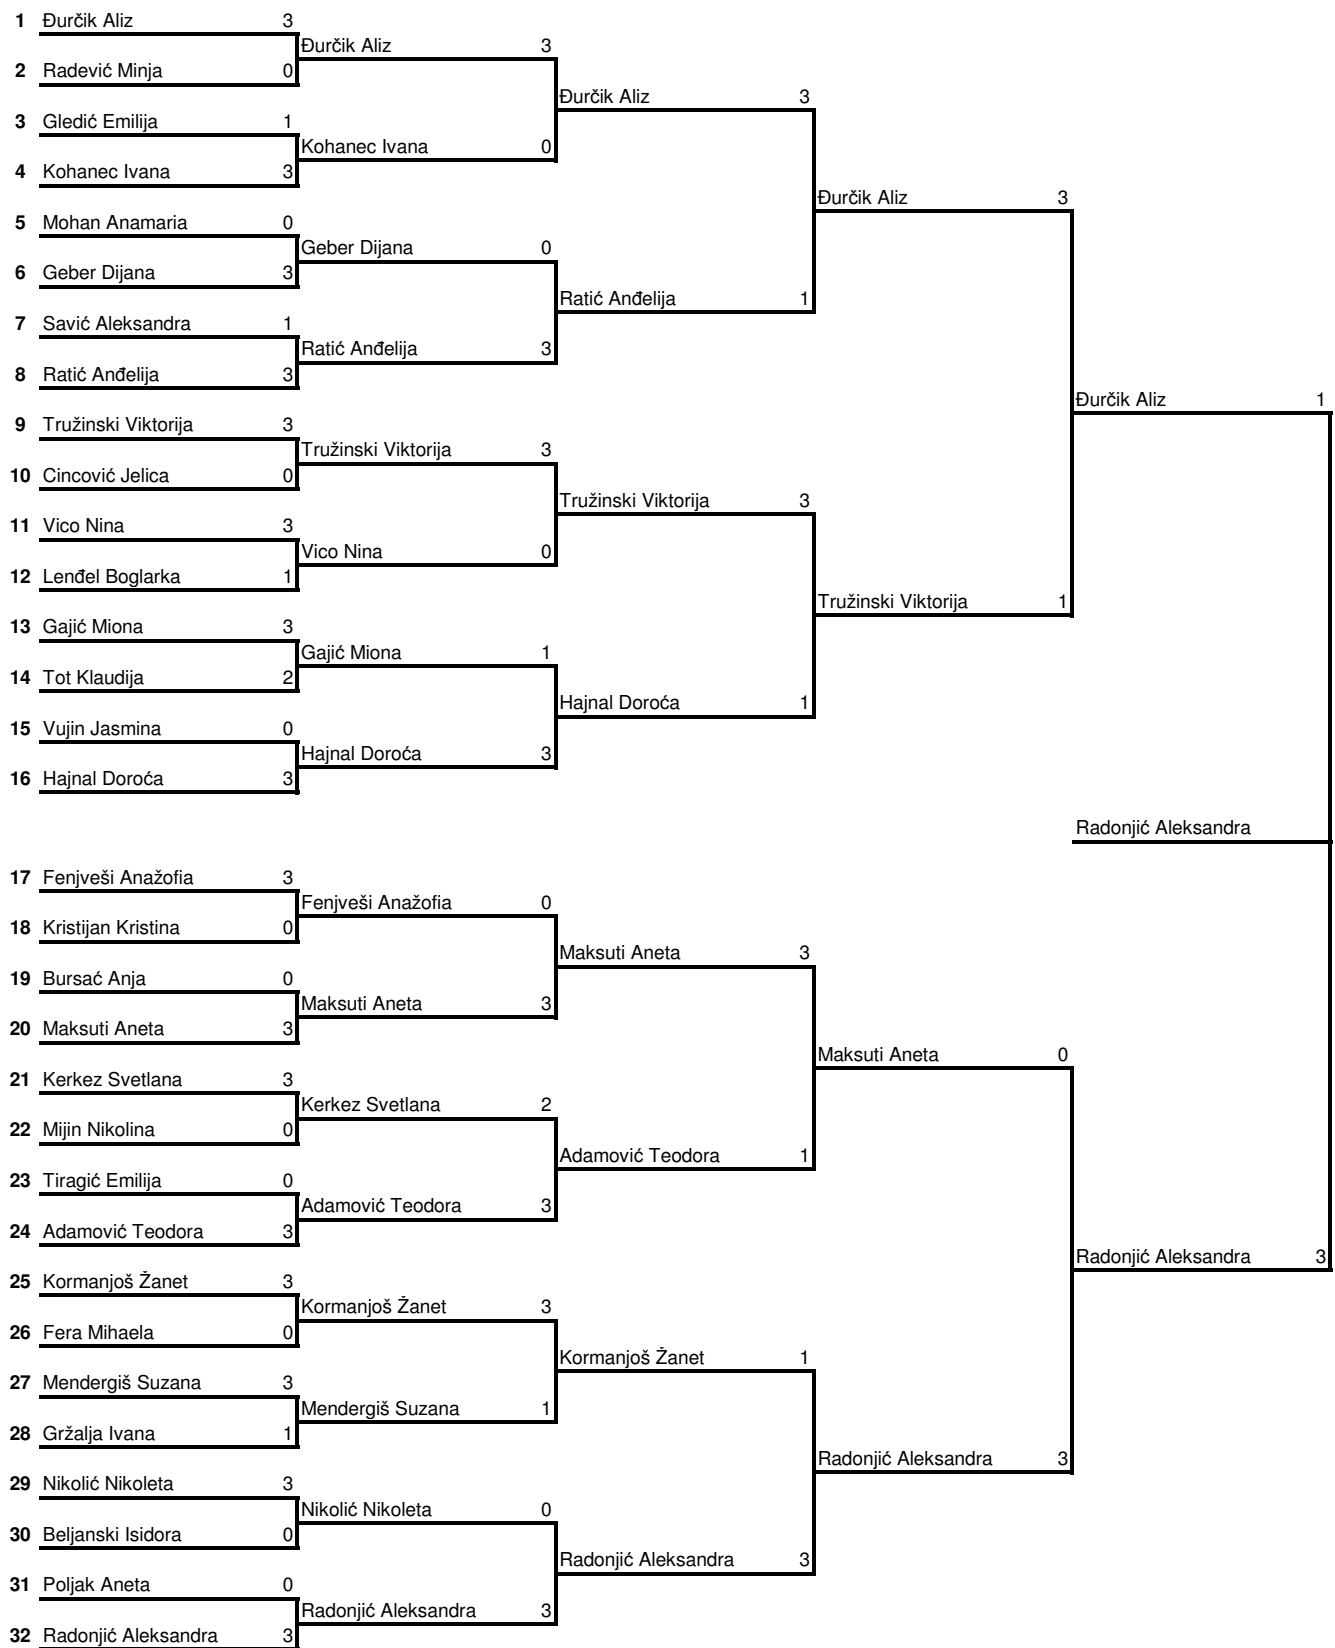 1 Đurčik Aliz 3
Đurčik Aliz 3
2 Radević Minja 0
Đurčik Aliz 3
3 Gledić Emilija 1
Kohanec Ivana 0
4 Kohanec Ivana 3
Đurčik Aliz 3
5 Mohan Anamaria 0
Geber Dijana 0
6 Geber Dijana 3
Ratić Anđelija 1
7 Savić Aleksandra 1
Ratić Anđelija 3
8 Ratić Anđelija 3
Đurčik Aliz 1
9 Tružinski Viktorija 3
Tružinski Viktorija 3
10 Cincović Jelica 0
Tružinski Viktorija 3
11 Vico Nina 3
Vico Nina 0
12 Lenđel Boglarka 1
Tružinski Viktorija 1
13 Gajić Miona 3
Gajić Miona 1
14 Tot Klaudija 2
Hajnal Doroća 1
15 Vujin Jasmina 0
Hajnal Doroća 3
16 Hajnal Doroća 3
Radonjić Aleksandra
17 Fenjveši Anažofia 3
Fenjveši Anažofia 0
18 Kristijan Kristina 0
Maksuti Aneta 3
19 Bursać Anja 0
Maksuti Aneta 3
20 Maksuti Aneta 3
Maksuti Aneta 0
21 Kerkez Svetlana 3
Kerkez Svetlana 2
22 Mijin Nikolina 0
Adamović Teodora 1
23 Tiragić Emilija 0
Adamović Teodora 3
24 Adamović Teodora 3
Radonjić Aleksandra 3
25 Kormanjoš Žanet 3
Kormanjoš Žanet 3
26 Fera Mihaela 0
Kormanjoš Žanet 1
27 Mendergiš Suzana 3
Mendergiš Suzana 1
28 Gržalja Ivana 1
Radonjić Aleksandra 3
29 Nikolić Nikoleta 3
Nikolić Nikoleta 0
30 Beljanski Isidora 0
Radonjić Aleksandra 3
31 Poljak Aneta 0
Radonjić Aleksandra 3
32 Radonjić Aleksandra 3